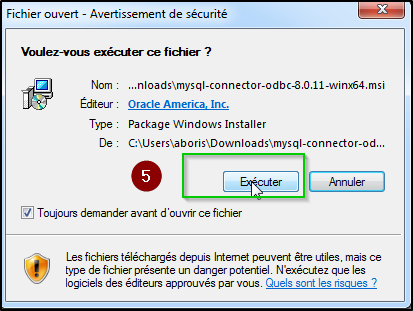 Fichier ouvert - Avertissement de sécurité
Voulez-vous exécuter ce fichier ?
Nom : ...nloads\mysql-connector-odbc-8.0.11-winx64.msi
Éditeur : Oracle America, Inc.
Type : Package Windows Installer
De : C:\Users\aboris\Downloads\mysql-connector-od...
5 Exécuter Annuler
Toujours demander avant d'ouvrir ce fichier
Les fichiers téléchargés depuis Internet peuvent être utiles, mais ce
type de fichier présente un danger potentiel. N'exécutez que les
logiciels des éditeurs approuvés par vous. Quels sont les risques ?